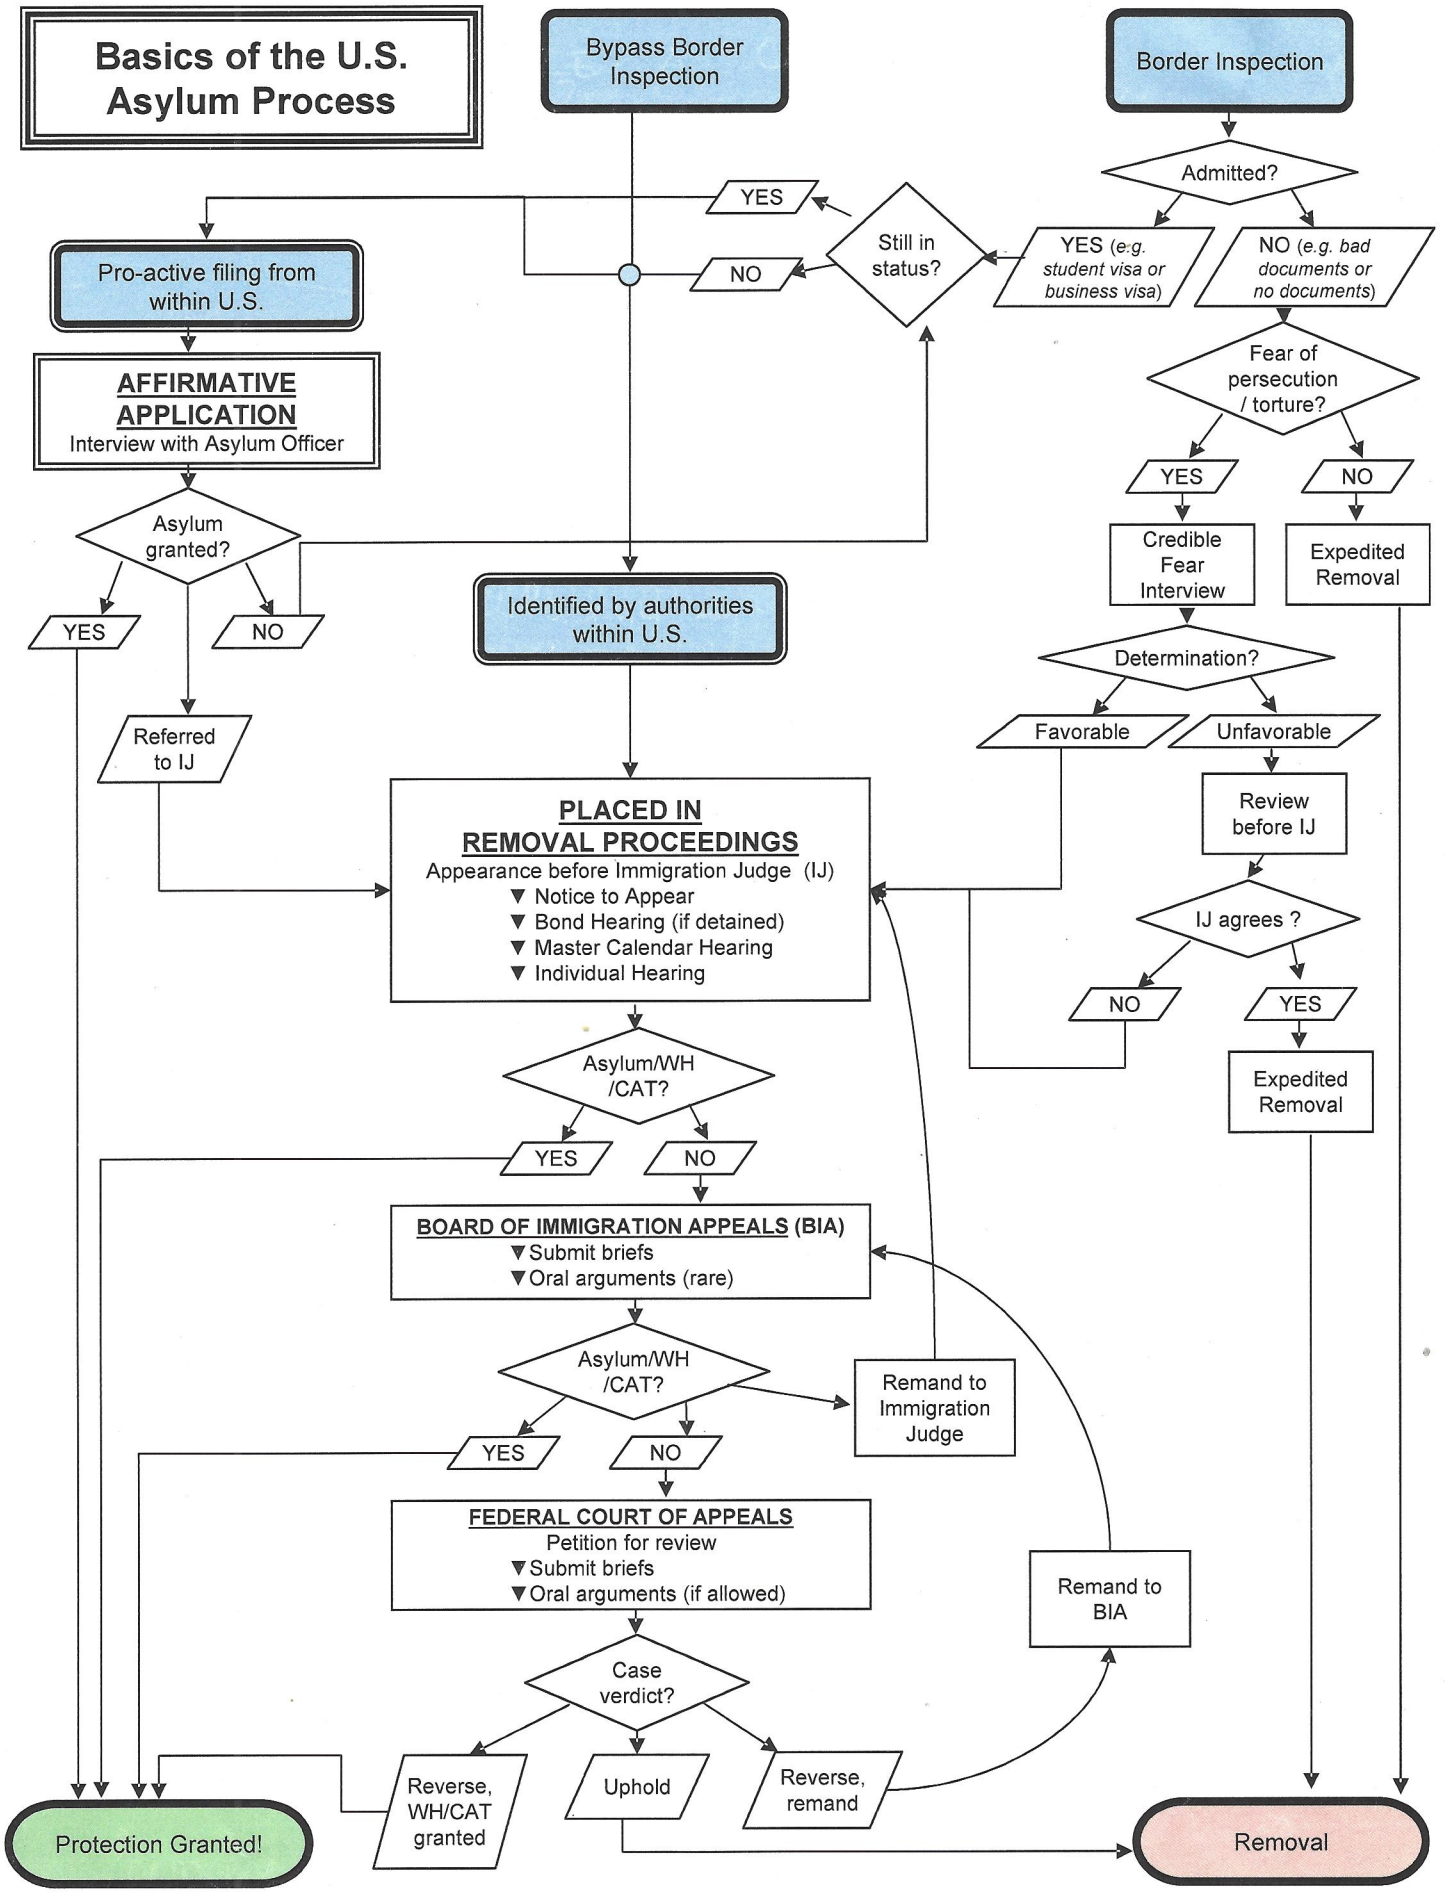 Basics of the U.S.
Asylum Process
Bypass Border
Inspection
Border Inspection
Admitted?
YES (e.g.
student visa or
business visa)
NO (e.g. bad
documents or
no documents)
Still in
status?
YES
NO
Pro-active filing from
within U.S.
AFFIRMATIVE
APPLICATION
Interview with Asylum Officer
Asylum
granted?
YES
NO
Referred
to IJ
Fear of
persecution
/ torture?
YES
NO
Credible
Fear
Interview
Expedited
Removal
Identified by authorities
within U.S.
Determination?
Favorable
Unfavorable
Review
before IJ
IJ agrees ?
NO
YES
Expedited
Removal
PLACED IN
REMOVAL PROCEEDINGS
Appearance before Immigration Judge (IJ)
▼ Notice to Appear
▼ Bond Hearing (if detained)
▼ Master Calendar Hearing
▼ Individual Hearing
Asylum/WH
/CAT?
YES
NO
BOARD OF IMMIGRATION APPEALS (BIA)
▼ Submit briefs
▼ Oral arguments (rare)
Asylum/WH
/CAT?
YES
NO
Remand to
Immigration
Judge
FEDERAL COURT OF APPEALS
Petition for review
▼ Submit briefs
▼ Oral arguments (if allowed)
Remand to
BIA
Case
verdict?
Reverse,
WH/CAT
granted
Uphold
Reverse,
remand
Protection Granted!
Removal